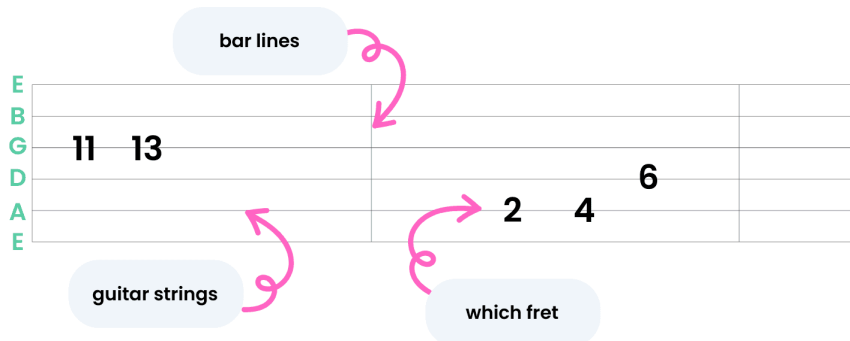 bar lines
E
B
G 11 13
D 6
A 2 4
E
guitar strings
which fret